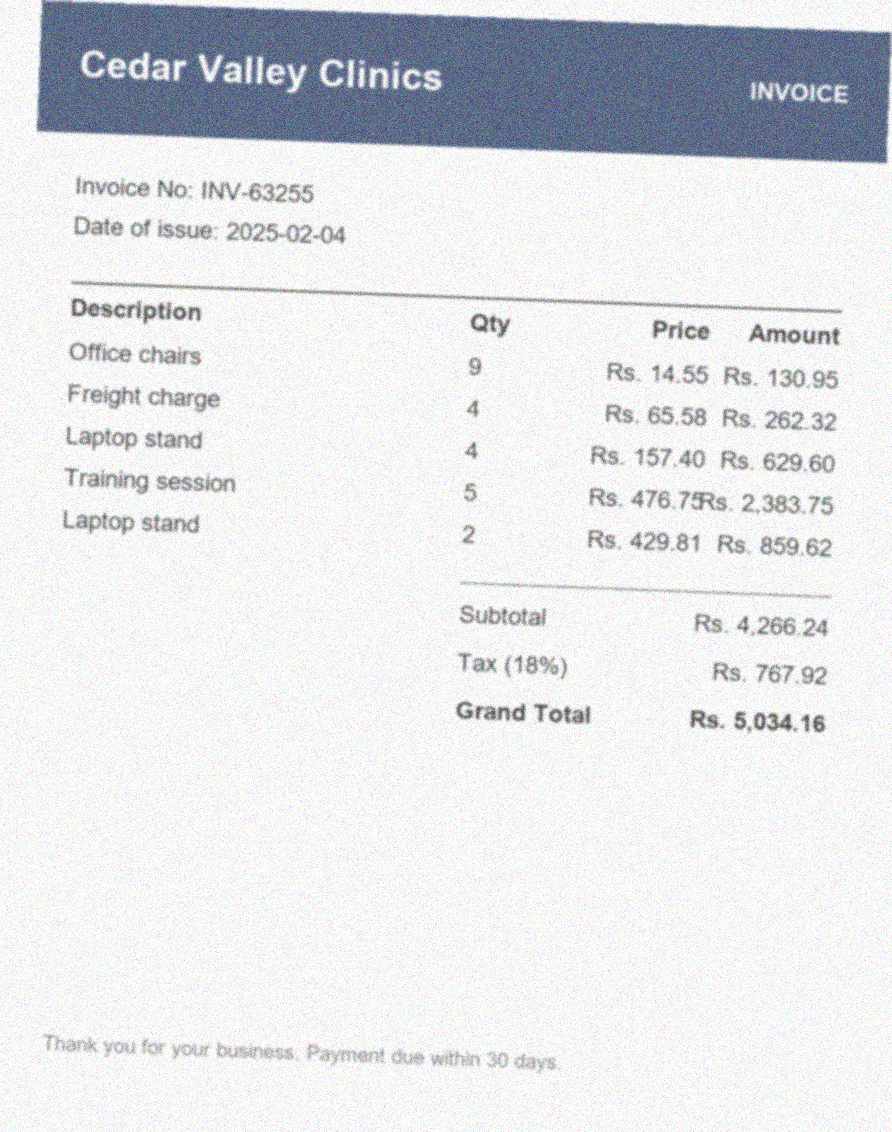 Cedar Valley Clinics
INVOICE
Invoice No: INV-63255
Date of issue: 2025-02-04
Description Qty Price Amount
Office chairs 9 Rs. 14.55 Rs. 130.95
Freight charge 4 Rs. 65.58 Rs. 262.32
Laptop stand 4 Rs. 157.40 Rs. 629.60
Training session 5 Rs. 476.75 Rs. 2,383.75
Laptop stand 2 Rs. 429.81 Rs. 859.62
Subtotal Rs. 4,266.24
Tax (18%) Rs. 767.92
Grand Total Rs. 5,034.16
Thank you for your business. Payment due within 30 days.